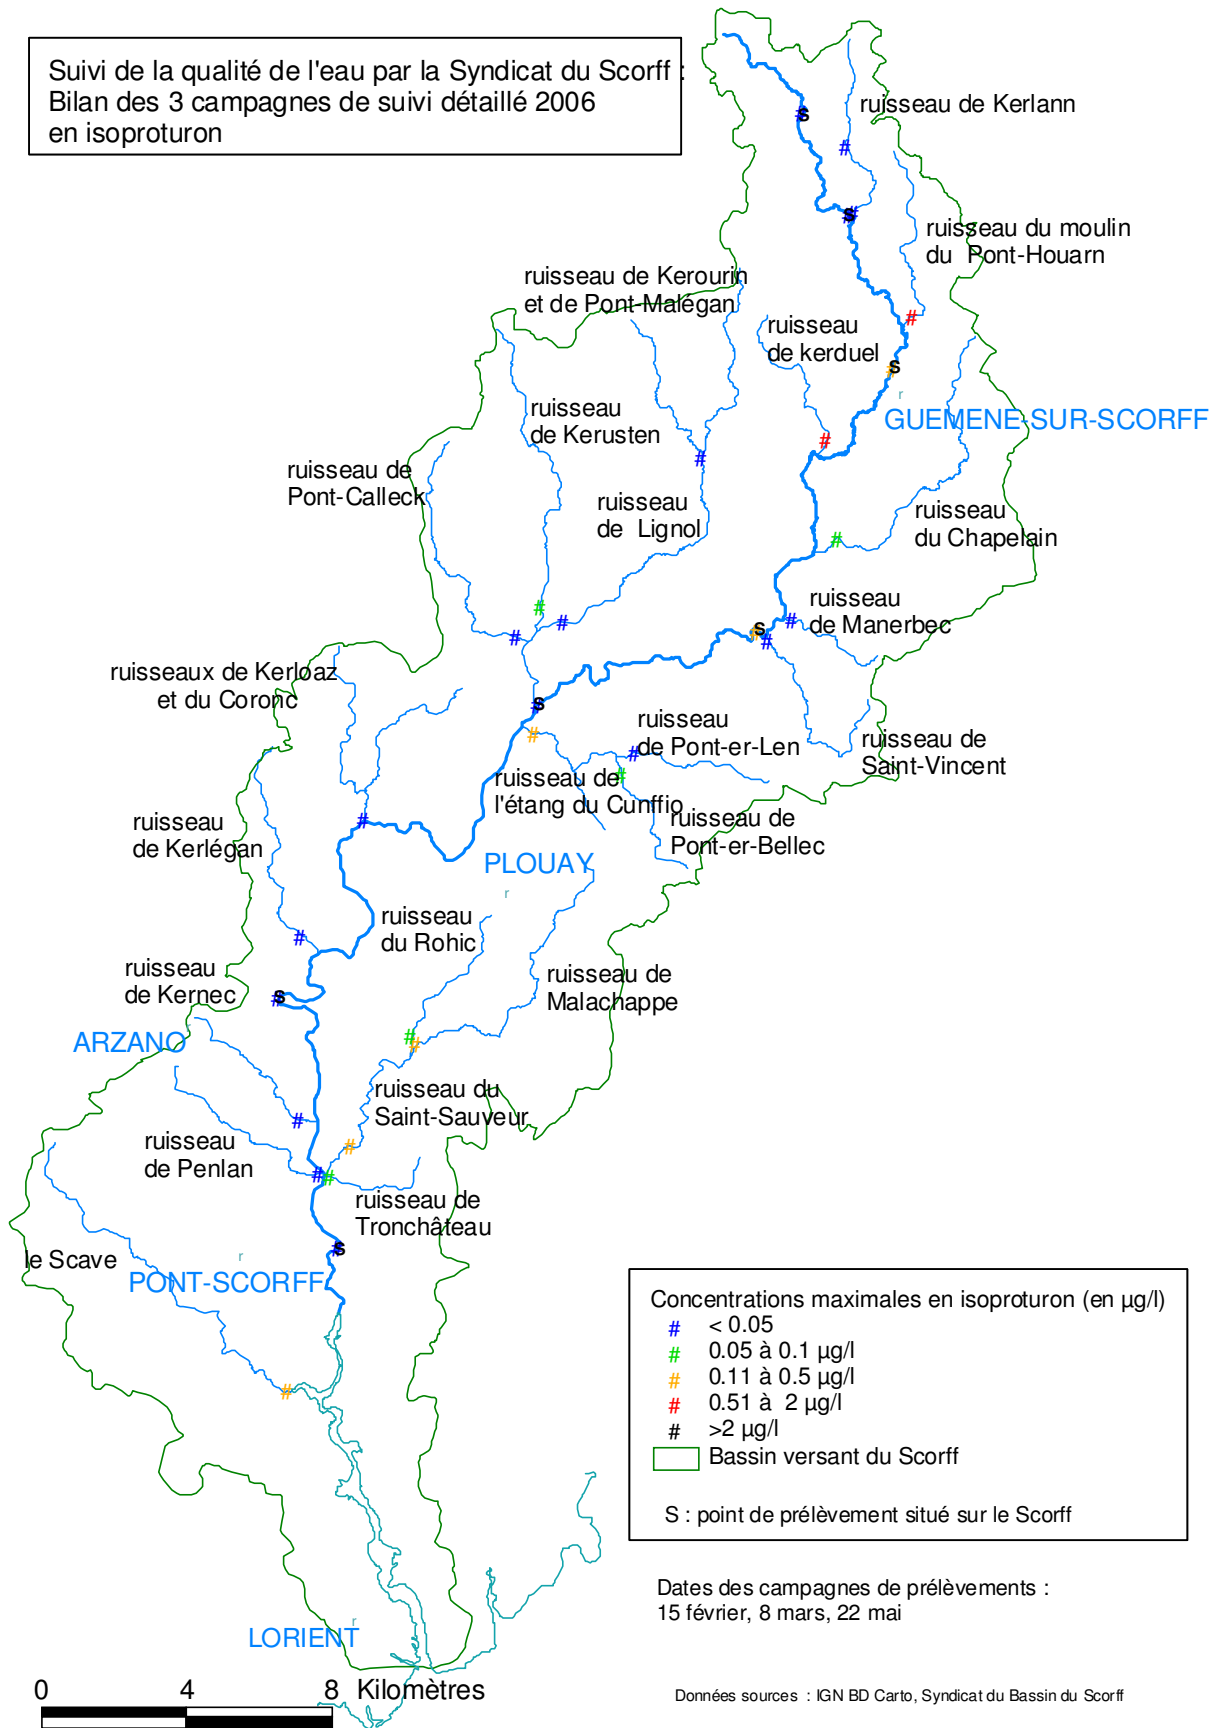 Suivi de la qualité de l'eau par la Syndicat du Scorff :
Bilan des 3 campagnes de suivi détaillé 2006
en isoproturon
ruisseau de Kerlann
ruisseau du moulin
du Pont-Houarn
ruisseau de Kerourin
et de Pont-Malégan
ruisseau
de kerduel
GUEMENE-SUR-SCORFF
ruisseau
de Kerusten
ruisseau de
Pont-Calleck
ruisseau
de Lignol
ruisseau
du Chapelain
ruisseau
de Manerbec
ruisseaux de Kerloaz
et du Coronc
ruisseau
de Pont-er-Len
ruisseau de
Saint-Vincent
ruisseau de
l'étang du Cunffio
ruisseau de
Pont-er-Bellec
ruisseau
de Kerlégan
PLOUAY
ruisseau
du Rohic
ruisseau
de Kernec
ruisseau de
Malachappe
ARZANO
ruisseau du
Saint-Sauveur
ruisseau
de Penlan
ruisseau de
Tronchâteau
le Scave
PONT-SCORFF
Concentrations maximales en isoproturon (en µg/l)
# < 0.05
# 0.05 à 0.1 µg/l
# 0.11 à 0.5 µg/l
# 0.51 à 2 µg/l
# >2 µg/l
Bassin versant du Scorff
S : point de prélèvement situé sur le Scorff
Dates des campagnes de prélèvements :
15 février, 8 mars, 22 mai
LORIENT
0 4 8 Kilomètres
Données sources : IGN BD Carto, Syndicat du Bassin du Scorff